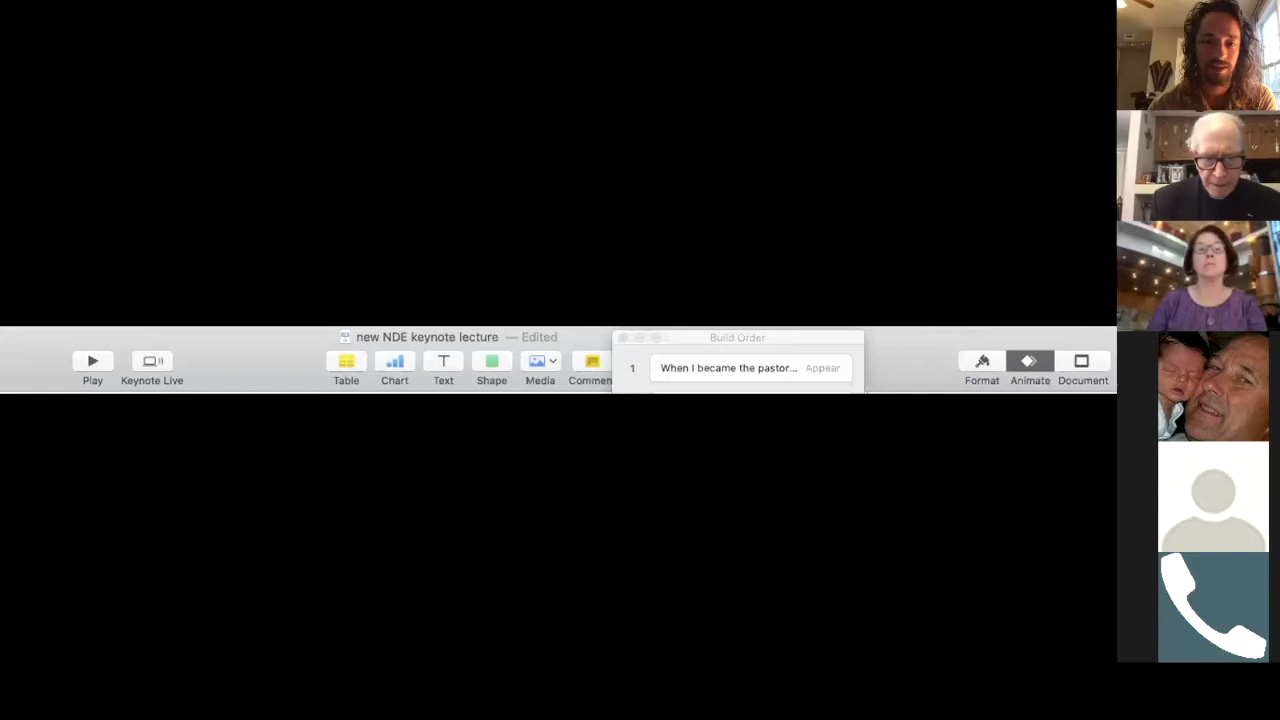 new NDE keynote lecture — Edited
Build Order
Play
Keynote Live
Table
Chart
Text
Shape
Media
Commen
1 When I became the pastor... Appear
Format
Animate
Document